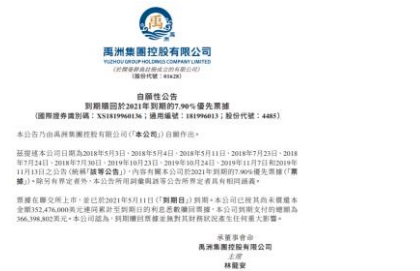 禹洲集團控股有限公司
YUZHOU GROUP HOLDINGS COMPANY LIMITED
(於開曼群島註冊成立的有限公司)
(股份代號:01628)
自願性公告
到期贖回於2021年到期的7.90%優先票據
(國際證券識別碼:XS1819960136;通用編號:181996013;股份代號:4485)
本公告乃由禹洲集團控股有限公司(「本公司」)自願作出。
茲提述本公司日期為2018年5月3日、2018年5月4日、2018年5月11日、2018年7月23日、2018
年7月24日、2018年7月30日、2019年10月23日、2019年10月24日、2019年11月7日和2019年
11月13日之公告(統稱「該等公告」),內容有關本公司於2021年到期的7.90%優先票據(「票
據」)。除另有界定者外,本公告所用詞彙與該等公告所界定者具有相同涵義。
票據在聯交所上市,並已於2021年5月11日(「到期日」)到期。本公司已按其尚未償還本
金額352,476,000美元連同累計至到期日的利息悉數贖回票據。本公司到期支付的總額為
366,398,802美元。本公司認為,到期贖回票據並無對其財務狀況產生任何重大影響。
承董事會命
禹洲集團控股有限公司
主席
林龍安